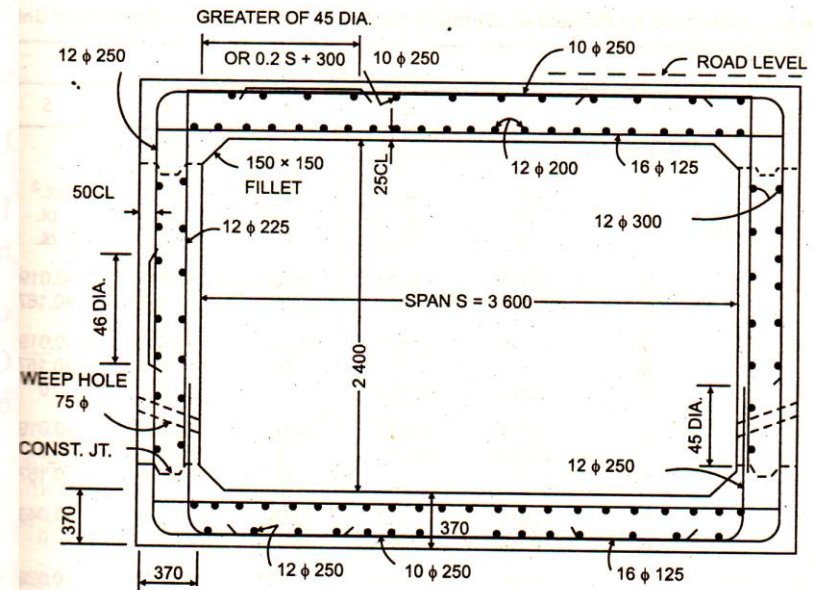 GREATER OF 45 DIA.
OR 0.2 S + 300
12 ϕ 250
10 ϕ 250
10 ϕ 250
ROAD LEVEL
150 × 150
FILLET
25CL
12 ϕ 200
16 ϕ 125
50CL
12 ϕ 225
12 ϕ 300
46 DIA.
SPAN S = 3 600
2 400
WEEP HOLE
75 ϕ
45 DIA.
CONST. JT.
12 ϕ 250
370
370
370
12 ϕ 250
10 ϕ 250
16 ϕ 125